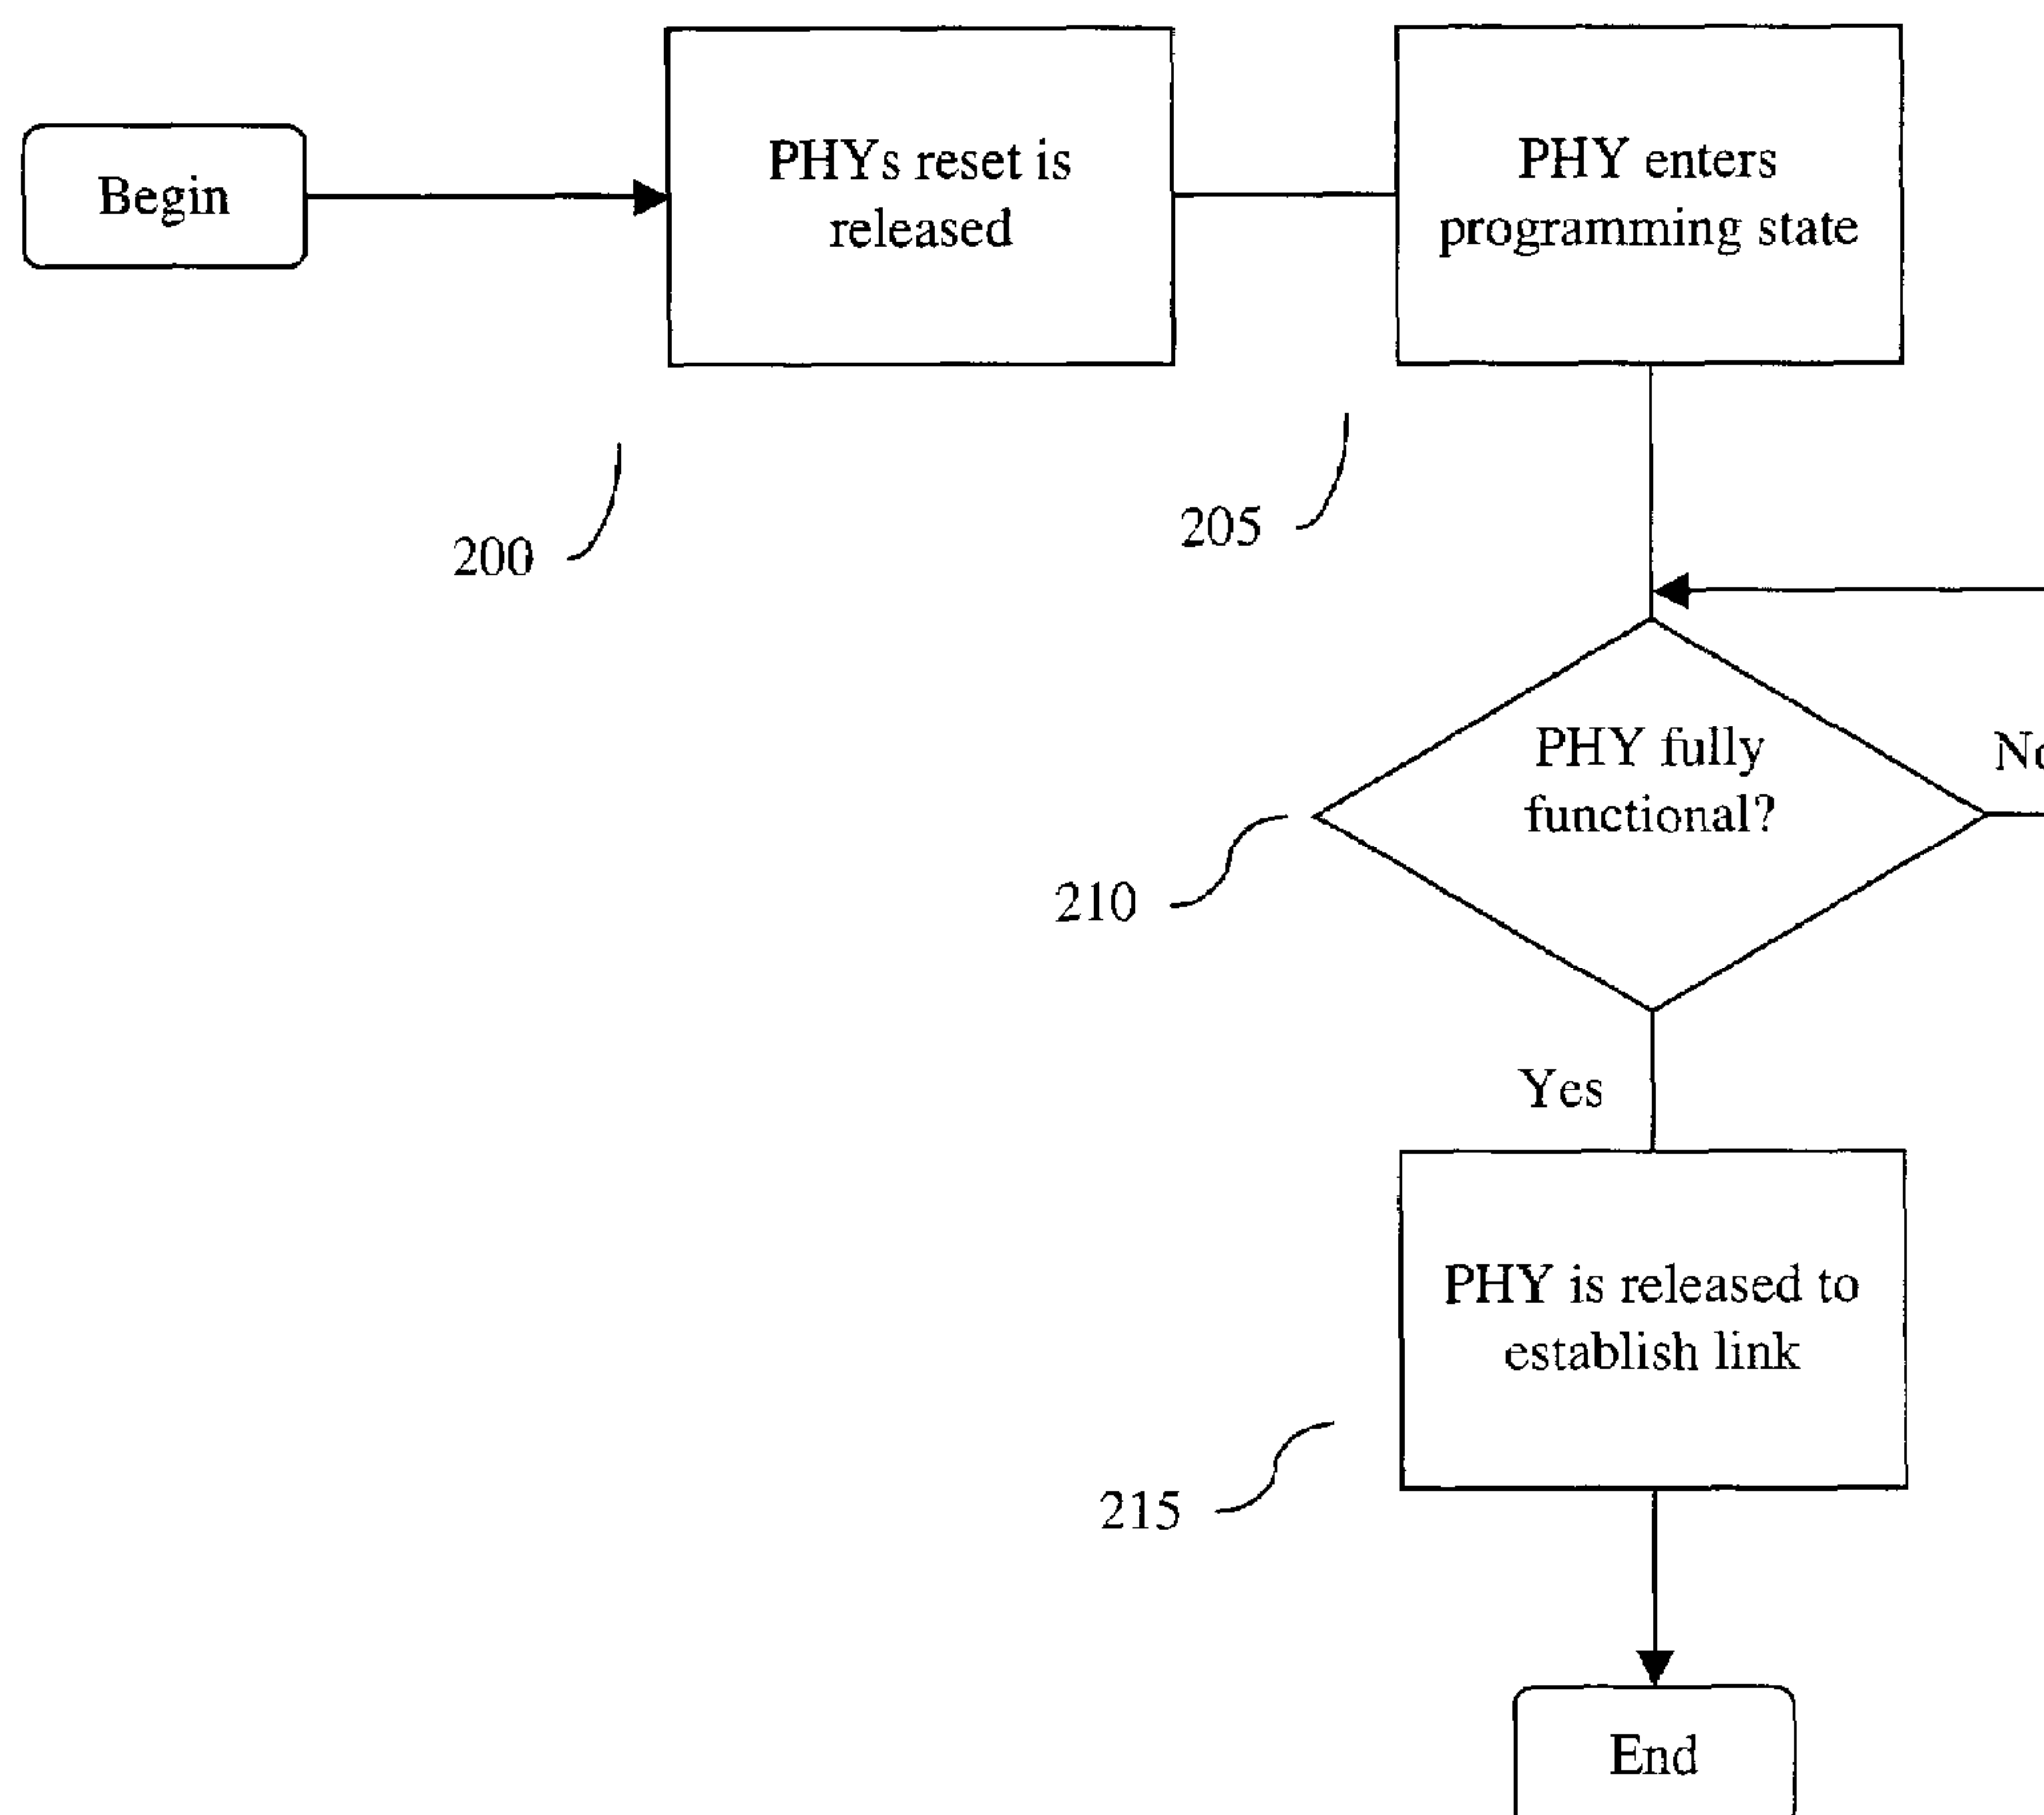 Begin
PHYs reset is
released
PHY enters
programming state
200
205
PHY fully
functional?
No
210
Yes
PHY is released to
establish link
215
End